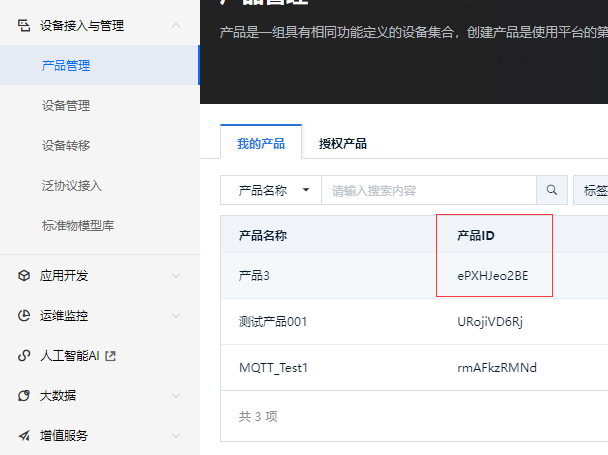 设备接入与管理
产品管理
设备管理
设备转移
泛协议接入
标准物模型库
应用开发
运维监控
人工智能AI
大数据
增值服务
产品管理
产品是一组具有相同功能定义的设备集合，创建产品是使用平台的第
我的产品 授权产品
产品名称 请输入搜索内容 标签
产品名称 产品ID
产品3 ePXHJeo2BE
测试产品001 URojiVD6Rj
MQTT_Test1 rmAFkzRMNd
共 3 项